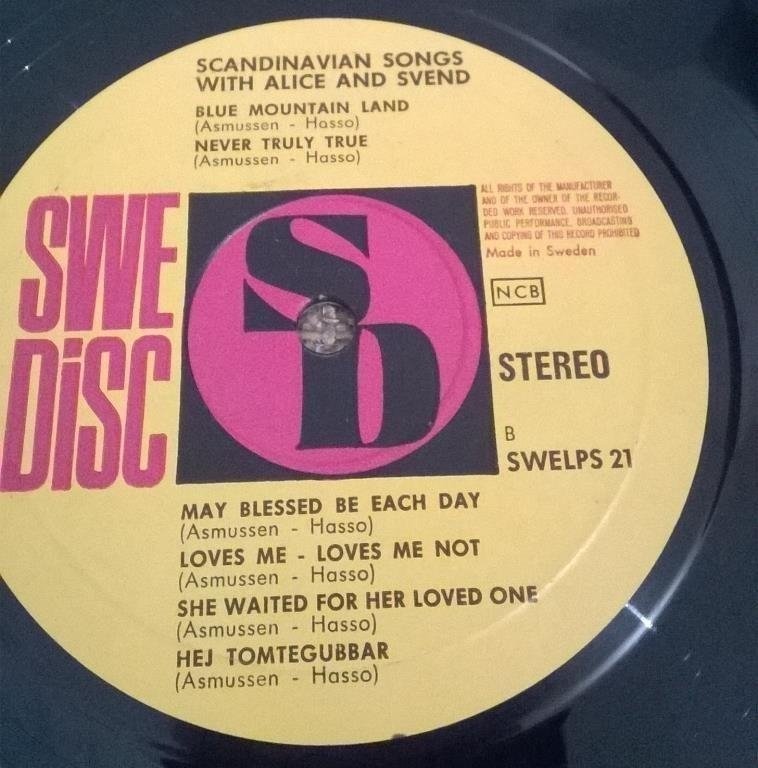 SCANDINAVIAN SONGS
WITH ALICE AND SVEND
BLUE MOUNTAIN LAND
(Asmussen - Hasso)
NEVER TRULY TRUE
(Asmussen - Hasso)
SWE
DiSC
SD
ALL RIGHTS OF THE MANUFACTURER
AND OF THE OWNER OF THE RECOR-
DED WORK RESERVED. UNAUTHORISED
PUBLIC PERFORMANCE, BROADCASTING
AND COPYING OF THIS RECORD PROHIBITED
Made in Sweden
NCB
STEREO
B
SWELPS 21
MAY BLESSED BE EACH DAY
(Asmussen - Hasso)
LOVES ME - LOVES ME NOT
(Asmussen - Hasso)
SHE WAITED FOR HER LOVED ONE
(Asmussen - Hasso)
HEJ TOMTEGUBBAR
(Asmussen - Hasso)